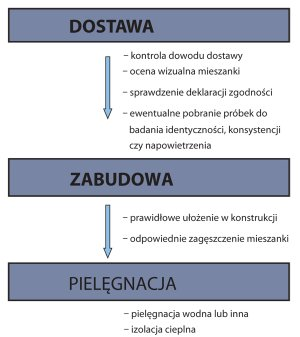 DOSTAWA
– kontrola dowodu dostawy
– ocena wizualna mieszanki
– sprawdzenie deklaracji zgodności
– ewentualne pobranie próbek do
badania identyczności, konsystencji
czy napowietrzenia
ZABUDOWA
– prawidłowe ułożenie w konstrukcji
– odpowiednie zagęszczenie mieszanki
PIELĘGNACJA
– pielęgnacja wodna lub inna
– izolacja cieplna